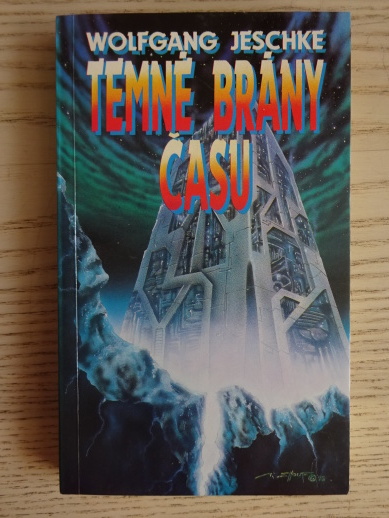 WOLFGANG JESCHKE
TEMNÉ BRÁNY
ČASU